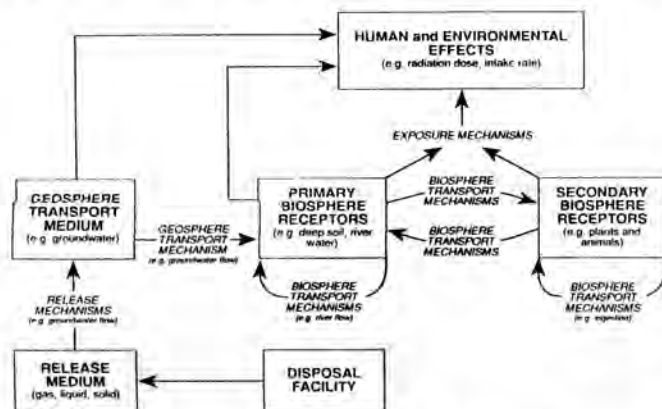 HUMAN and ENVIRONMENTAL
EFFECTS
(e.g. radiation dose, intake rate)
EXPOSURE MECHANISMS
GEOSPHERE
TRANSPORT
MEDIUM
(e.g. groundwater)
GEOSPHERE
TRANSPORT
MECHANISM
(e.g. groundwater flow)
PRIMARY
BIOSPHERE
RECEPTORS
(e.g. deep soil, river
water)
BIOSPHERE
TRANSPORT
MECHANISMS
BIOSPHERE
TRANSPORT
MECHANISMS
SECONDARY
BIOSPHERE
RECEPTORS
(e.g. plants and
animals)
BIOSPHERE
TRANSPORT
MECHANISMS
(e.g. river flow)
BIOSPHERE
TRANSPORT
MECHANISMS
(e.g. ingestion)
RELEASE
MECHANISMS
(e.g. groundwater flow)
RELEASE
MEDIUM
(gas, liquid, solid)
DISPOSAL
FACILITY